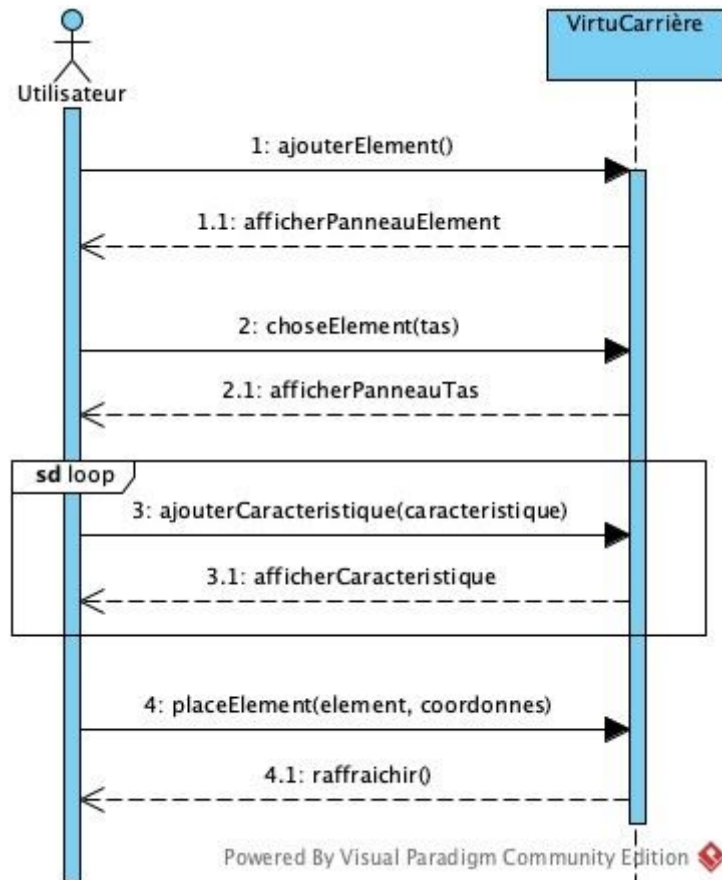 VirtuCarrière
Utilisateur
1: ajouterElement()
1.1: afficherPanneauElement
2: choseElement(tas)
2.1: afficherPanneauTas
sd loop
3: ajouterCaracteristique(caracteristique)
3.1: afficherCaracteristique
4: placeElement(element, coordonnes)
4.1: raffraichir()
Powered By Visual Paradigm Community Edition